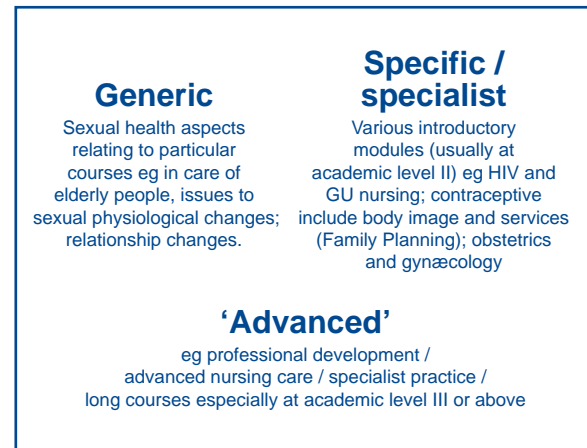 Generic
Sexual health aspects
relating to particular
courses eg in care of
elderly people, issues to
sexual physiological changes;
relationship changes.
Specific /
specialist
Various introductory
modules (usually at
academic level II) eg HIV and
GU nursing; contraceptive
include body image and services
(Family Planning); obstetrics
and gynæcology
‘Advanced’
eg professional development /
advanced nursing care / specialist practice /
long courses especially at academic level III or above